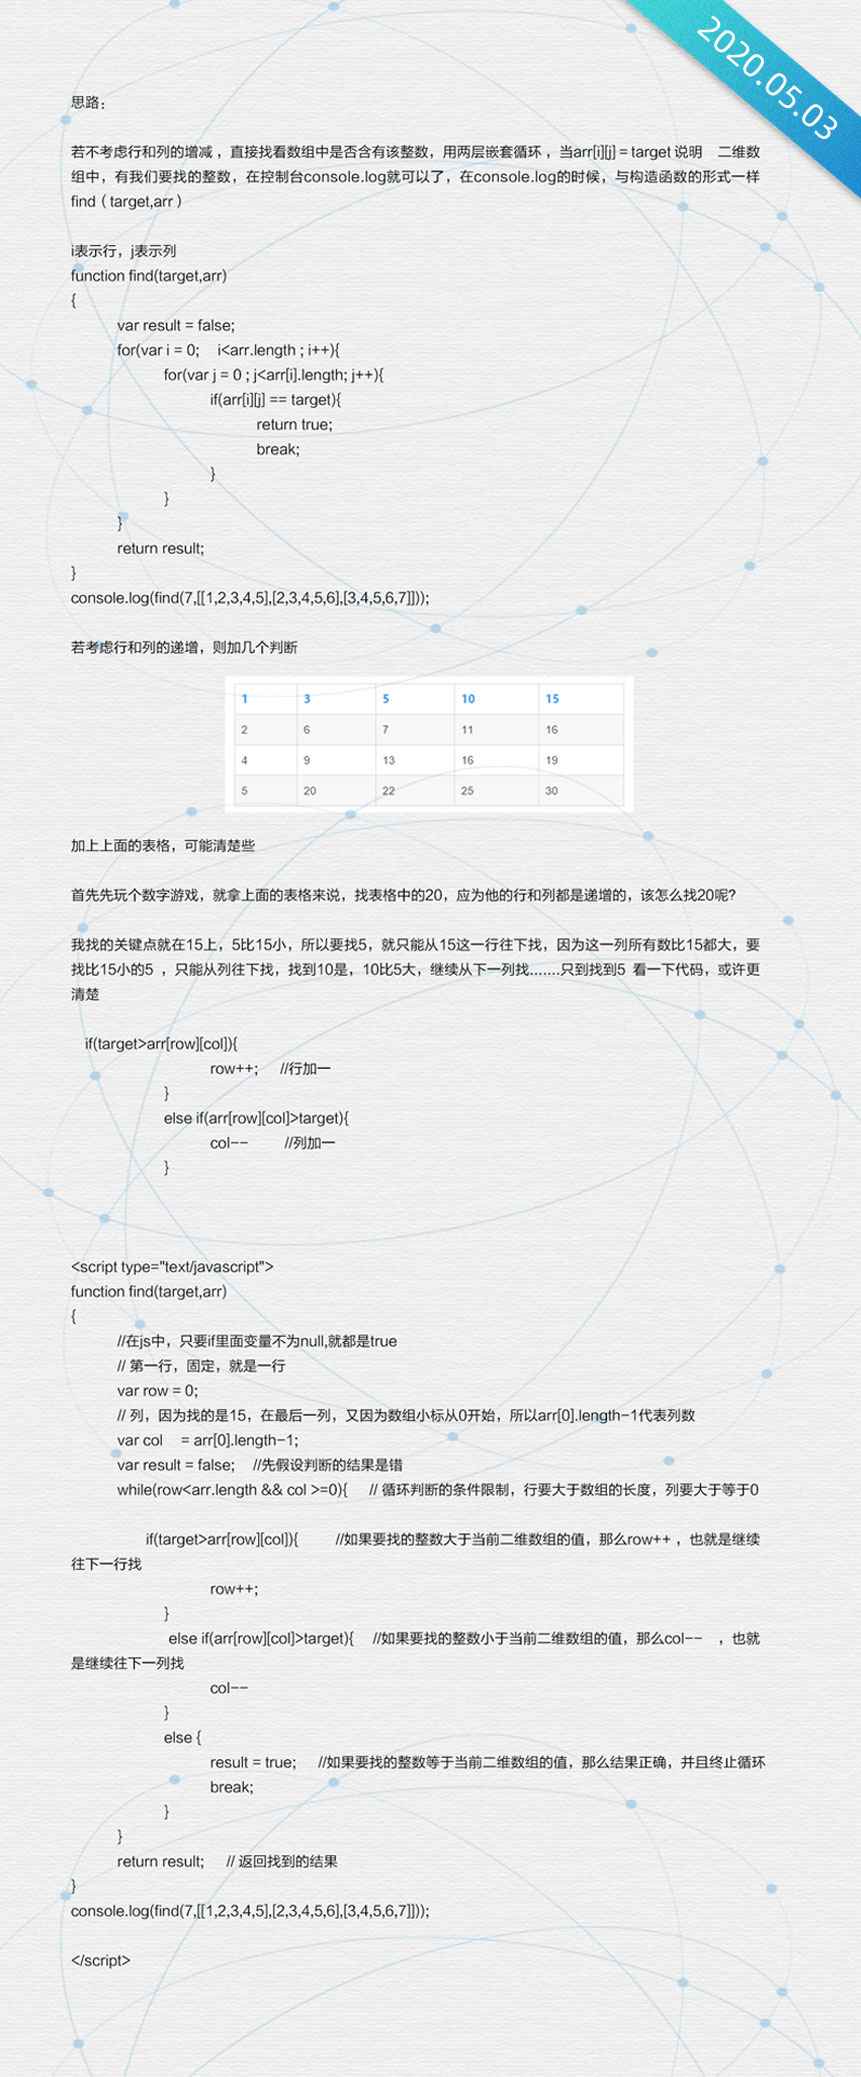 2020.05.03
思路：
若不考虑行和列的增减 ，直接找看数组中是否含有该整数，用两层嵌套循环 ，当arr[i][j] = target 说明 二维数
组中，有我们要找的整数，在控制台console.log就可以了，在console.log的时候，与构造函数的形式一样
find（ target,arr ）
i表示行，j表示列
function find(target,arr)
{
var result = false;
for(var i = 0; i<arr.length ; i++){
for(var j = 0 ; j<arr[i].length; j++){
if(arr[i][j] == target){
return true;
break;
}
}
}
return result;
}
console.log(find(7,[[1,2,3,4,5],[2,3,4,5,6],[3,4,5,6,7]]));
若考虑行和列的递增，则加几个判断
1 3 5 10 15
2 6 7 11 16
4 9 13 16 19
5 20 22 25 30
加上上面的表格，可能清楚些
首先先玩个数字游戏，就拿上面的表格来说，找表格中的20，应为他的行和列都是递增的，该怎么找20呢?
我找的关键点就在15上，5比15小，所以要找5，就只能从15这一行往下找，因为这一列所有数比15都大，要
找比15小的5 ，只能从列往下找，找到10是，10比5大，继续从下一列找.......只到找到5 看一下代码，或许更
清楚
if(target>arr[row][col]){
row++; //行加一
}
else if(arr[row][col]>target){
col-- //列加一
}
<script type="text/javascript">
function find(target,arr)
{
//在js中，只要if里面变量不为null,就都是true
// 第一行，固定，就是一行
var row = 0;
// 列，因为找的是15，在最后一列，又因为数组小标从0开始，所以arr[0].length-1代表列数
var col = arr[0].length-1;
var result = false; //先假设判断的结果是错
while(row<arr.length && col >=0){ // 循环判断的条件限制，行要大于数组的长度，列要大于等于0
if(target>arr[row][col]){ //如果要找的整数大于当前二维数组的值，那么row++ ，也就是继续
往下一行找
row++;
}
else if(arr[row][col]>target){ //如果要找的整数小于当前二维数组的值，那么col-- ，也就
是继续往下一列找
col--
}
else {
result = true; //如果要找的整数等于当前二维数组的值，那么结果正确，并且终止循环
break;
}
}
return result; // 返回找到的结果
}
console.log(find(7,[[1,2,3,4,5],[2,3,4,5,6],[3,4,5,6,7]]));
</script>